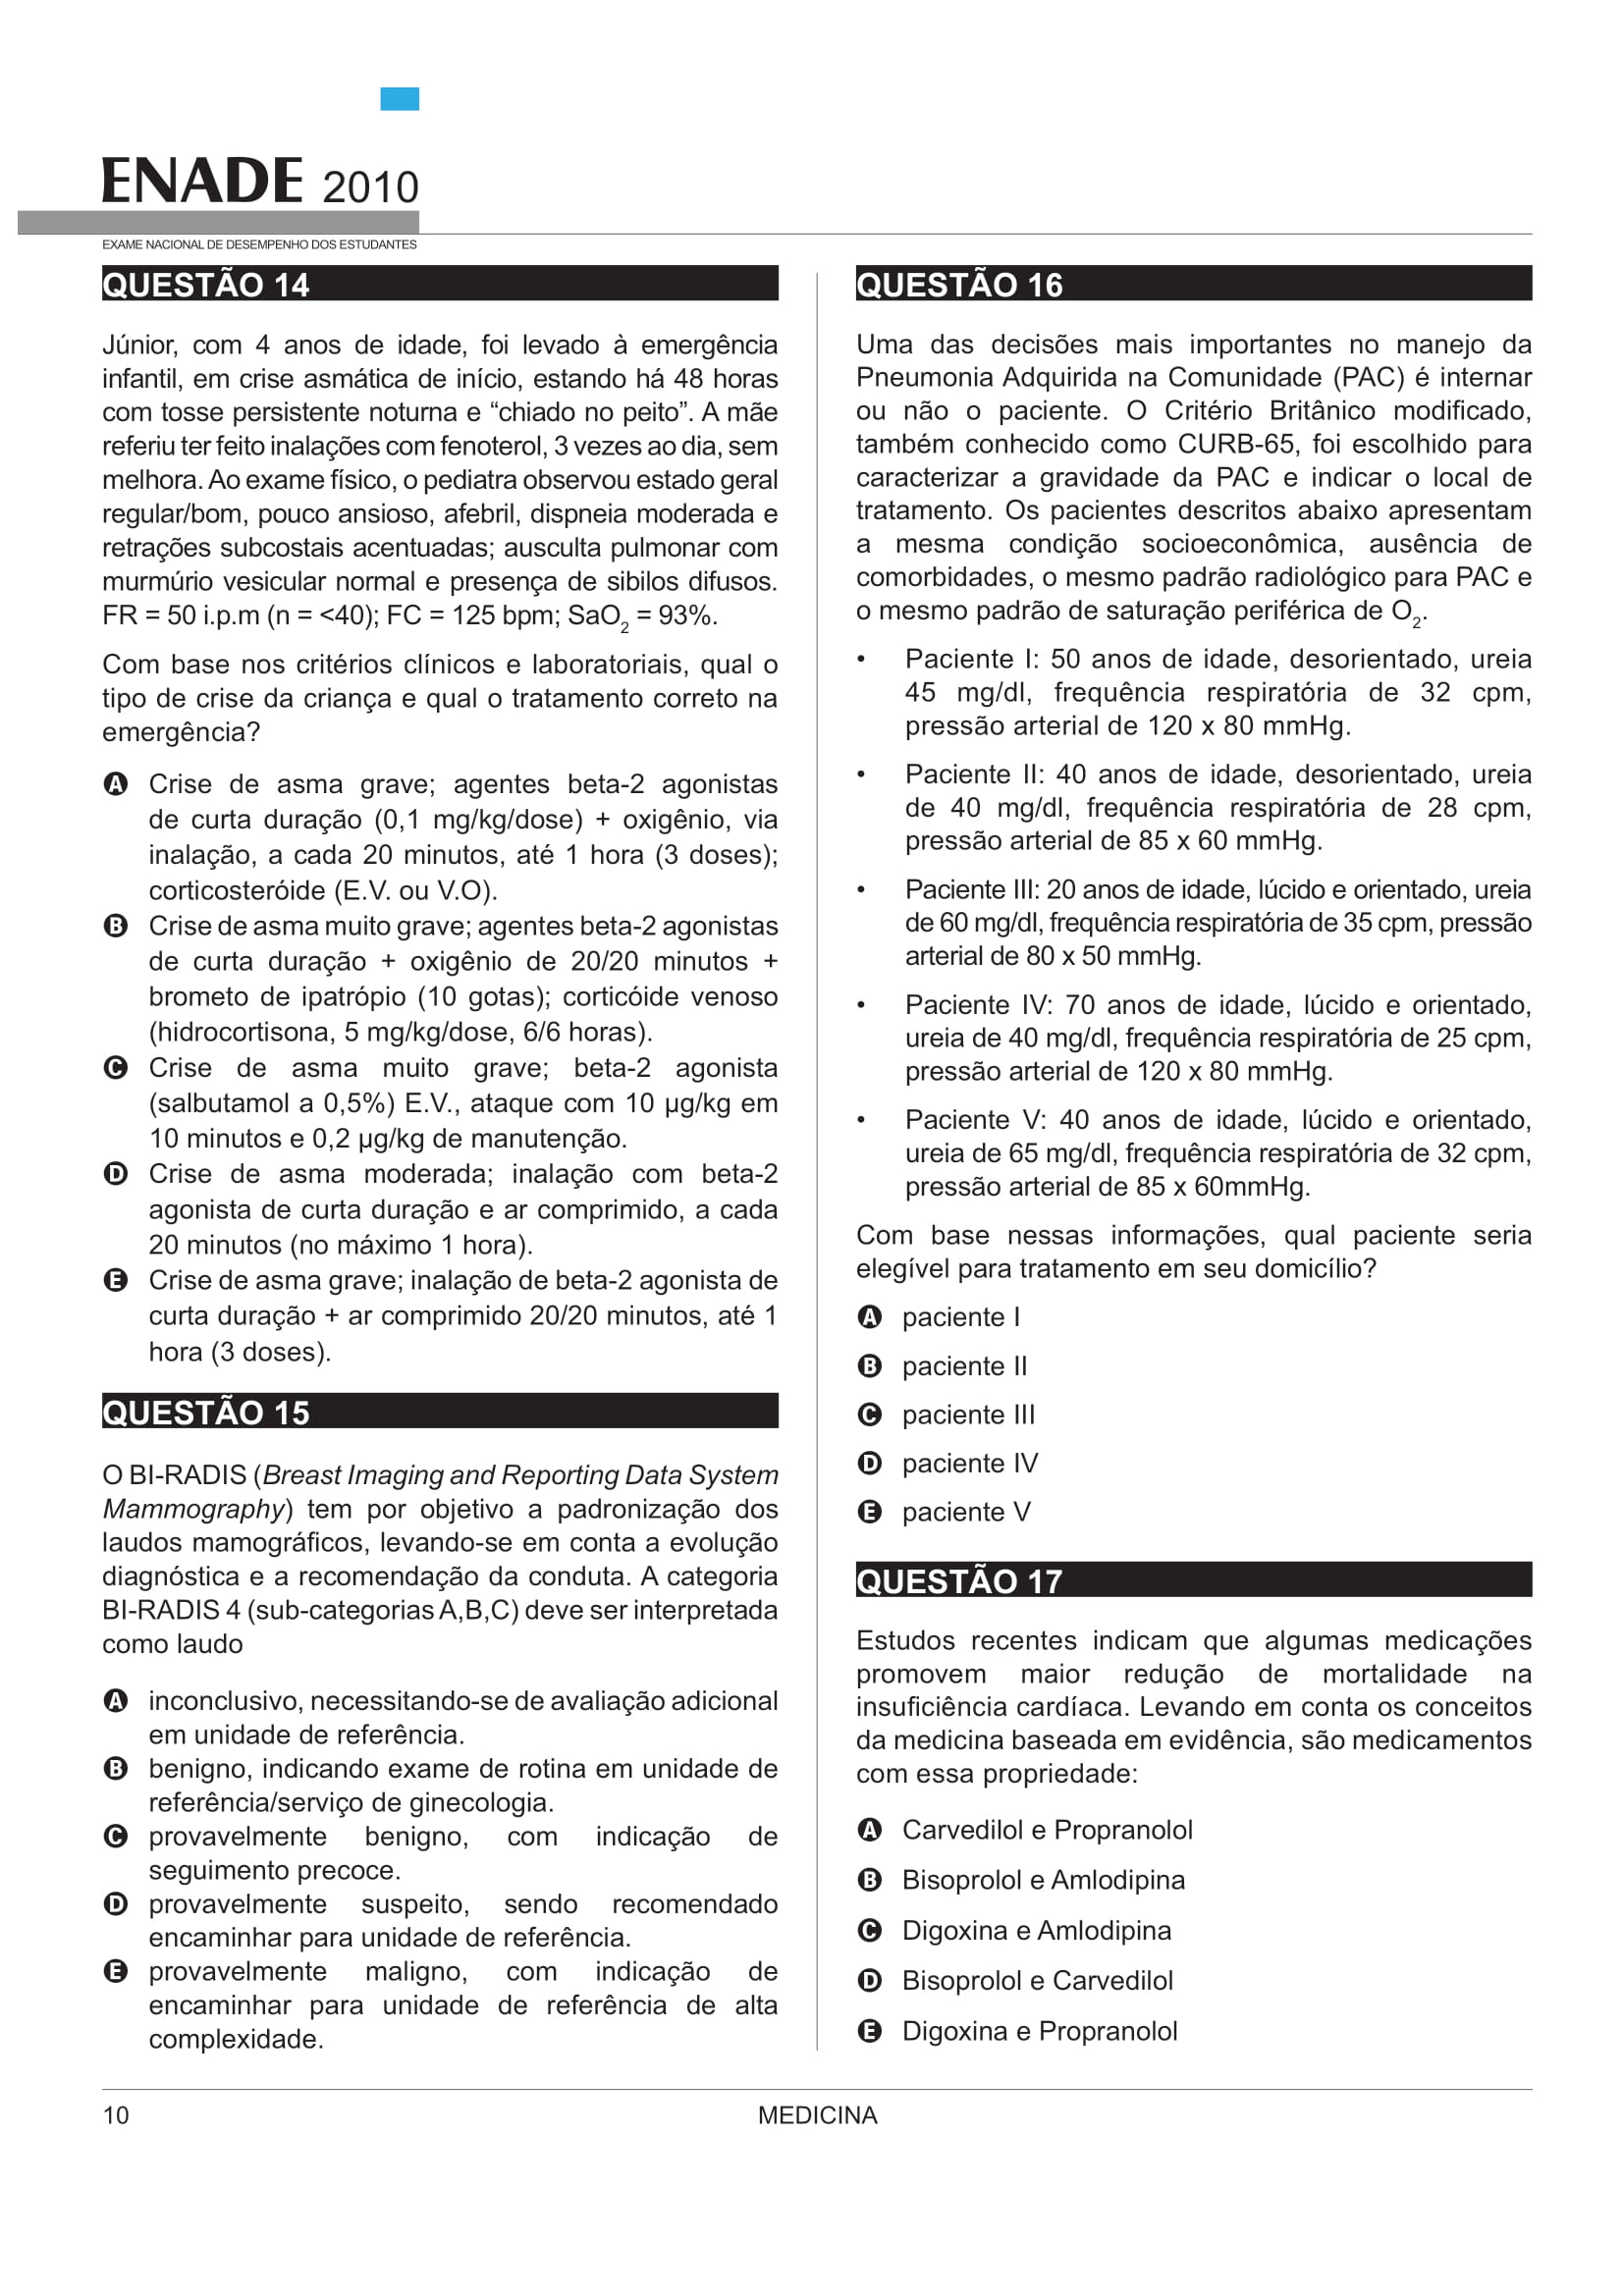 ENADE 2010
EXAME NACIONAL DE DESEMPENHO DOS ESTUDANTES
QUESTÃO 14
Júnior, com 4 anos de idade, foi levado à emergência
infantil, em crise asmática de início, estando há 48 horas
com tosse persistente noturna e “chiado no peito”. A mãe
referiu ter feito inalações com fenoterol, 3 vezes ao dia, sem
melhora. Ao exame físico, o pediatra observou estado geral
regular/bom, pouco ansioso, afebril, dispneia moderada e
retrações subcostais acentuadas; ausculta pulmonar com
murmúrio vesicular normal e presença de sibilos difusos.
FR = 50 i.p.m (n = <40); FC = 125 bpm; SaO2 = 93%.
Com base nos critérios clínicos e laboratoriais, qual o
tipo de crise da criança e qual o tratamento correto na
emergência?
A Crise de asma grave; agentes beta-2 agonistas
de curta duração (0,1 mg/kg/dose) + oxigênio, via
inalação, a cada 20 minutos, até 1 hora (3 doses);
corticosteróide (E.V. ou V.O).
B Crise de asma muito grave; agentes beta-2 agonistas
de curta duração + oxigênio de 20/20 minutos +
brometo de ipatrópio (10 gotas); corticóide venoso
(hidrocortisona, 5 mg/kg/dose, 6/6 horas).
C Crise de asma muito grave; beta-2 agonista
(salbutamol a 0,5%) E.V., ataque com 10 µg/kg em
10 minutos e 0,2 µg/kg de manutenção.
D Crise de asma moderada; inalação com beta-2
agonista de curta duração e ar comprimido, a cada
20 minutos (no máximo 1 hora).
E Crise de asma grave; inalação de beta-2 agonista de
curta duração + ar comprimido 20/20 minutos, até 1
hora (3 doses).
QUESTÃO 15
O BI-RADIS (Breast Imaging and Reporting Data System
Mammography) tem por objetivo a padronização dos
laudos mamográficos, levando-se em conta a evolução
diagnóstica e a recomendação da conduta. A categoria
BI-RADIS 4 (sub-categorias A,B,C) deve ser interpretada
como laudo
A inconclusivo, necessitando-se de avaliação adicional
em unidade de referência.
B benigno, indicando exame de rotina em unidade de
referência/serviço de ginecologia.
C provavelmente benigno, com indicação de
seguimento precoce.
D provavelmente suspeito, sendo recomendado
encaminhar para unidade de referência.
E provavelmente maligno, com indicação de
encaminhar para unidade de referência de alta
complexidade.
QUESTÃO 16
Uma das decisões mais importantes no manejo da
Pneumonia Adquirida na Comunidade (PAC) é internar
ou não o paciente. O Critério Britânico modificado,
também conhecido como CURB-65, foi escolhido para
caracterizar a gravidade da PAC e indicar o local de
tratamento. Os pacientes descritos abaixo apresentam
a mesma condição socioeconômica, ausência de
comorbidades, o mesmo padrão radiológico para PAC e
o mesmo padrão de saturação periférica de O2.
• Paciente I: 50 anos de idade, desorientado, ureia
45 mg/dl, frequência respiratória de 32 cpm,
pressão arterial de 120 x 80 mmHg.
• Paciente II: 40 anos de idade, desorientado, ureia
de 40 mg/dl, frequência respiratória de 28 cpm,
pressão arterial de 85 x 60 mmHg.
• Paciente III: 20 anos de idade, lúcido e orientado, ureia
de 60 mg/dl, frequência respiratória de 35 cpm, pressão
arterial de 80 x 50 mmHg.
• Paciente IV: 70 anos de idade, lúcido e orientado,
ureia de 40 mg/dl, frequência respiratória de 25 cpm,
pressão arterial de 120 x 80 mmHg.
• Paciente V: 40 anos de idade, lúcido e orientado,
ureia de 65 mg/dl, frequência respiratória de 32 cpm,
pressão arterial de 85 x 60mmHg.
Com base nessas informações, qual paciente seria
elegível para tratamento em seu domicílio?
A paciente I
B paciente II
C paciente III
D paciente IV
E paciente V
QUESTÃO 17
Estudos recentes indicam que algumas medicações
promovem maior redução de mortalidade na
insuficiência cardíaca. Levando em conta os conceitos
da medicina baseada em evidência, são medicamentos
com essa propriedade:
A Carvedilol e Propranolol
B Bisoprolol e Amlodipina
C Digoxina e Amlodipina
D Bisoprolol e Carvedilol
E Digoxina e Propranolol
10
MEDICINA